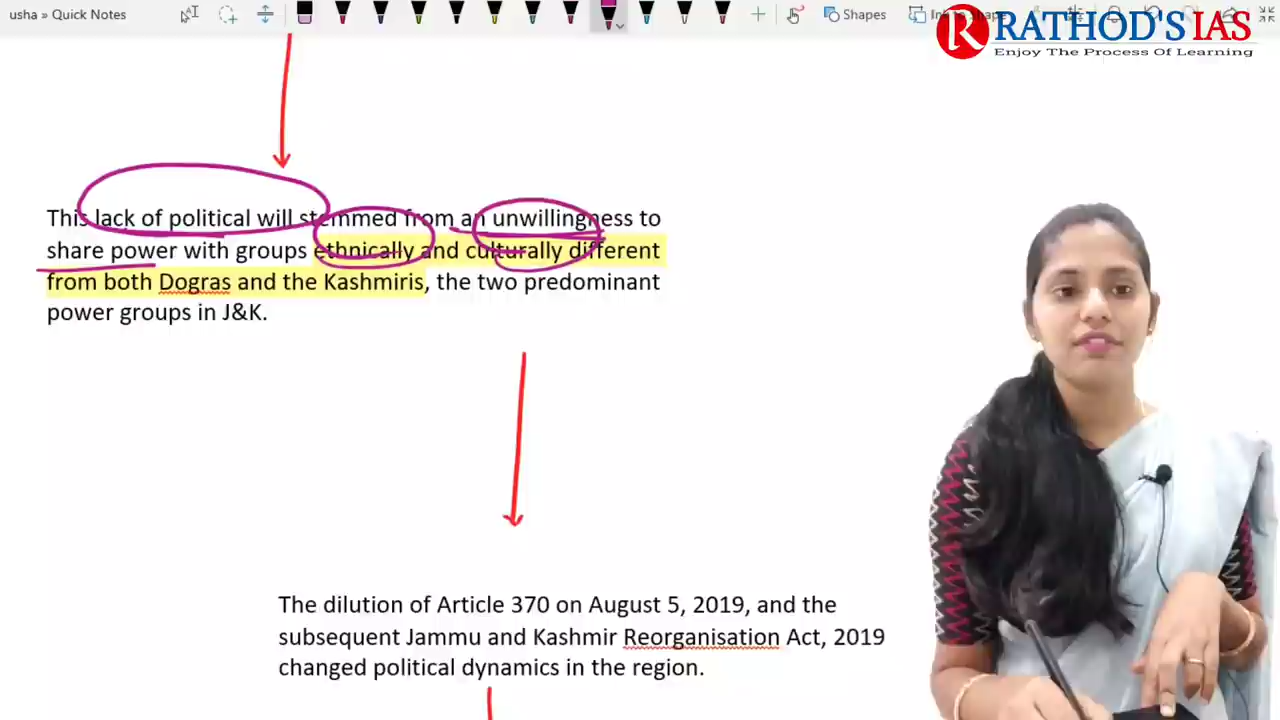 usha » Quick Notes
Shapes
RATHOD'S IAS
Enjoy The Process Of Learning
This lack of political will stemmed from an unwillingness to
share power with groups ethnically and culturally different
from both Dogras and the Kashmiris, the two predominant
power groups in J&K.
The dilution of Article 370 on August 5, 2019, and the
subsequent Jammu and Kashmir Reorganisation Act, 2019
changed political dynamics in the region.